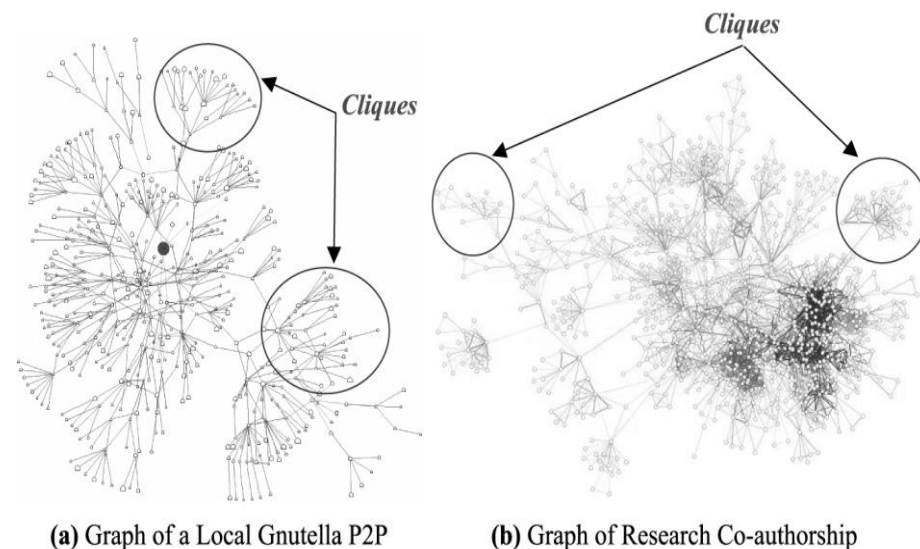 Cliques
Cliques
(a) Graph of a Local Gnutella P2P
(b) Graph of Research Co-authorship